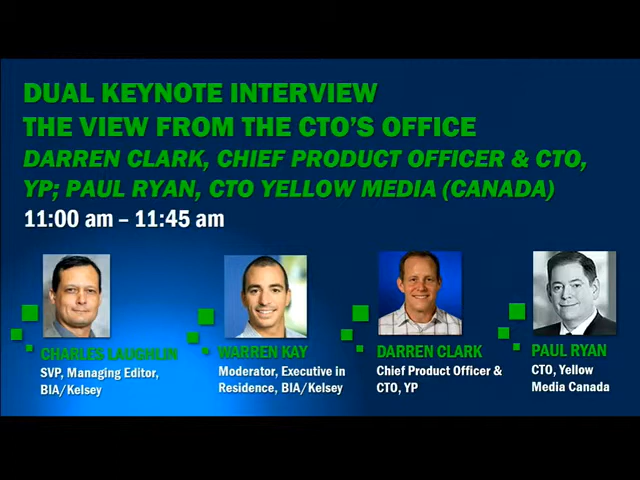 DUAL KEYNOTE INTERVIEW
THE VIEW FROM THE CTO'S OFFICE
DARREN CLARK, CHIEF PRODUCT OFFICER & CTO,
YP; PAUL RYAN, CTO YELLOW MEDIA (CANADA)
11:00 am – 11:45 am
CHARLES LAUGHLIN
SVP, Managing Editor,
BIA/Kelsey
WARREN KAY
Moderator, Executive in
Residence, BIA/Kelsey
DARREN CLARK
Chief Product Officer &
CTO, YP
PAUL RYAN
CTO, Yellow
Media Canada